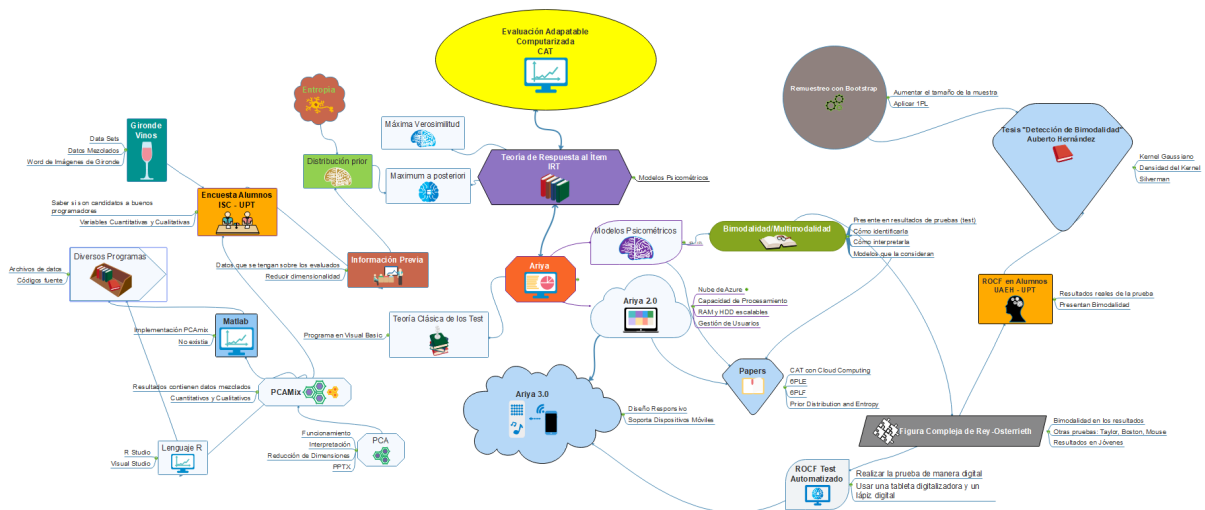 Evaluación Adapatable
Computarizada
CAT
Entropía
Remuestreo con Bootstrap
Aumentar el tamaño de la muestra
Aplicar 1PL
Gironde
Vinos
Data Sets
Datos Mezclados
Word de Imágenes de Gironde
Máxima Verosimilitud
Distribución prior
Maximum a posteriori
Teoría de Respuesta al Ítem
IRT
Modelos Psicométricos
Tesis "Detección de Bimodalidad"
Auberto Hernández
Kernel Gaussiano
Densidad del Kernel
Silverman
Encuesta Alumnos
ISC - UPT
Saber si son candidatos a buenos
programadores
Variables Cuantitativas y Cualitativas
Modelos Psicométricos
Bimodalidad/Multimodalidad
Presente en resultados de pruebas (test)
Cómo identificarla
Cómo interpretarla
Modelos que la consideran
Diversos Programas
Archivos de datos
Códigos fuente
Información Previa
Datos que se tengan sobre los evaluados
Reducir dimensionalidad
Ariya
Ariya 2.0
Nube de Azure
Capacidad de Procesamiento
RAM y HDD escalables
Gestión de Usuarios
ROCF en Alumnos
UAEH - UPT
Resultados reales de la prueba
Presentan Bimodalidad
Matlab
Implementación PCAmix
No existía
Teoría Clásica de los Test
Programa en Visual Basic
Papers
CAT con Cloud Computing
6PLE
6PLF
Prior Distribution and Entropy
PCAMix
Resultados contienen datos mezclados
Cuantitativos y Cualitativos
Ariya 3.0
Diseño Responsivo
Soporta Dispositivos Móviles
Figura Compleja de Rey -Osterrieth
Bimodalidad en los resultados
Otras pruebas: Taylor, Boston, Mouse
Resultados en Jóvenes
PCA
Funcionamiento
Interpretación
Reducción de Dimensiones
PPTX
Lenguaje R
R Studio
Visual Studio
ROCF Test
Automatizado
Realizar la prueba de manera digital
Usar una tableta digitalizadora y un
lápiz digital